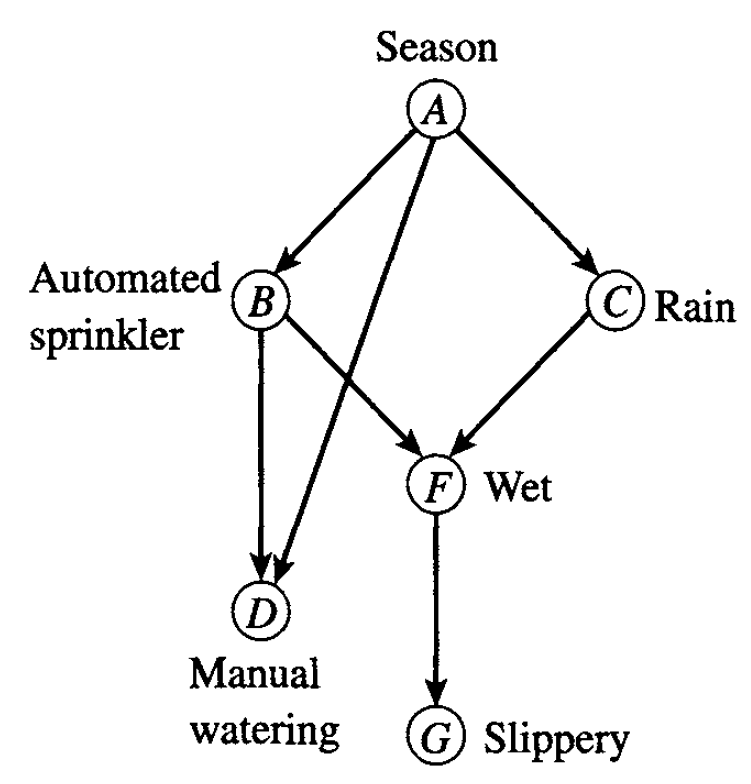 Season
A
Automated
sprinkler
B
C Rain
F Wet
D
Manual
watering
G Slippery